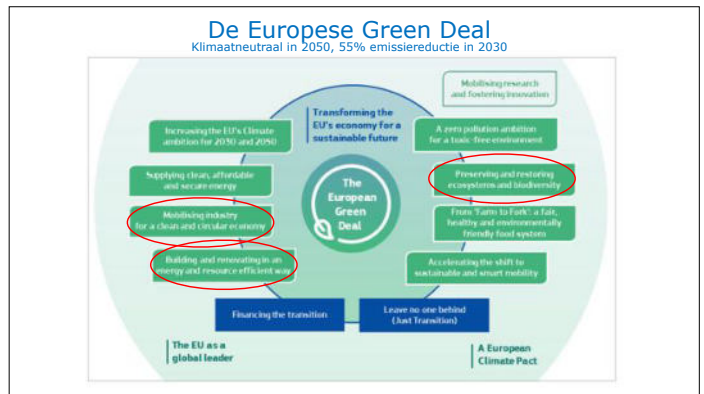 De Europese Green Deal
Klimaatneutraal in 2050, 55% emissiereductie in 2030
Mobilising research
and fostering innovation
Transforming the
EU's economy for a
sustainable future
Increasing the EU's Climate
ambition for 2030 and 2050
A zero pollution ambition
for a toxic-free environment
Supplying clean, affordable
and secure energy
Preserving and restoring
ecosystems and biodiversity
The
European
Green
Deal
Mobilising industry
for a clean and circular economy
From 'Farm to Fork': a fair,
healthy and environmentally
friendly food system
Building and renovating in an
energy and resource efficient way
Accelerating the shift to
sustainable and smart mobility
Financing the transition
Leave no one behind
(Just Transition)
The EU as a
global leader
A European
Climate Pact